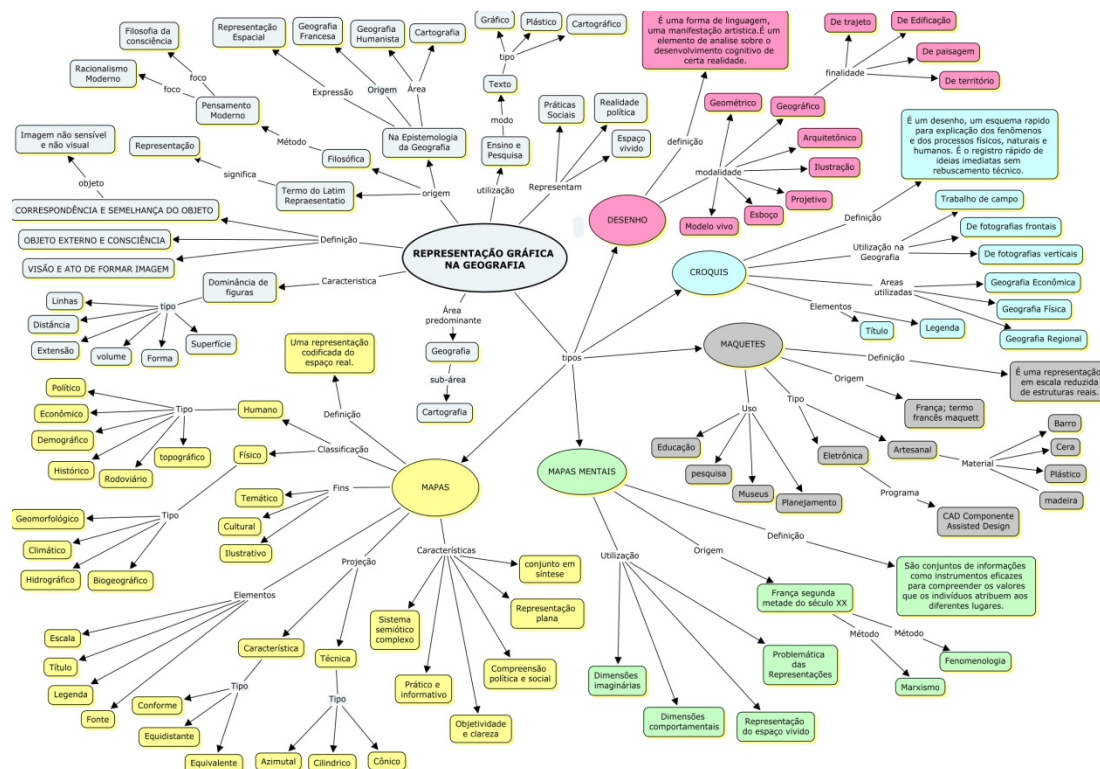 Filosofia da
consciência
Racionalismo
Moderno
foco
foco
Pensamento
Moderno
Método
Representação
Espacial
Geografia
Francesa
Geografia
Humanista
Cartografia
Expressão
Origem
Área
Na Epistemologia
da Geografia
Filosófica
origem
Termo do Latim
Repraesentatio
significa
Representação
Imagem não sensível
e não visual
objeto
CORRESPONDÊNCIA E SEMELHANÇA DO OBJETO
OBJETO EXTERNO E CONSCIÊNCIA
VISÃO E ATO DE FORMAR IMAGEM
Definição
Gráfico
Plástico
Cartográfico
tipo
Texto
modo
Ensino e
Pesquisa
utilização
Práticas
Sociais
Realidade
política
Espaço
vivido
Representam
REPRESENTAÇÃO GRÁFICA
NA GEOGRAFIA
Caracteristica
Dominância de
figuras
tipo
Linhas
Distância
Extensão
volume
Forma
Superfície
Área
predominante
Geografia
sub-área
Cartografia
tipos
É uma forma de linguagem,
uma manifestação artistica.É um
elemento de analise sobre o
desenvolvimento cognitivo de
certa realidade.
definição
DESENHO
modalidade
Geométrico
Geográfico
Arquitetônico
Ilustração
Projetivo
Esboço
Modelo vivo
finalidade
De trajeto
De Edificação
De paisagem
De território
É um desenho, um esquema rapido
para explicação dos fenômenos
e dos processos físicos, naturais e
humanos. É o registro rápido de
ideias imediatas sem
rebuscamento técnico.
Definição
CROQUIS
Utilização na
Geografia
Trabalho de campo
De fotografias frontais
De fotografias verticais
Areas
utilizadas
Geografia Econômica
Geografia Física
Geografia Regional
Elementos
Título
Legenda
MAQUETES
Definição
É uma representação
em escala reduzida
de estruturas reais.
Origem
França; termo
francês maquett
Tipo
Eletrônica
Artesanal
Programa
CAD Componente
Assisted Design
Material
Barro
Cera
Plástico
madeira
Uso
Educação
pesquisa
Museus
Planejamento
MAPAS MENTAIS
Definição
São conjuntos de informações
como instrumentos eficazes
para compreender os valores
que os indivíduos atribuem aos
diferentes lugares.
Origem
França segunda
metade do século XX
Método
Método
Fenomenologia
Marxismo
Utilização
Dimensões
imaginárias
Dimensões
comportamentais
Representação
do espaço vivido
Problemática
das
Representações
MAPAS
Uma representação
codificada do
espaço real.
Definição
Classificação
Humano
Tipo
Político
Econômico
Demográfico
Histórico
Rodoviário
topográfico
Físico
Tipo
Geomorfológico
Climático
Hidrográfico
Biogeográfico
Fins
Temático
Cultural
Ilustrativo
Elementos
Escala
Título
Legenda
Fonte
Projeção
Característica
Tipo
Conforme
Equidistante
Equivalente
Técnica
Tipo
Azimutal
Cilindrico
Cônico
Características
conjunto em
síntese
Representação
plana
Compreensão
política e social
Objetividade
e clareza
Prático e
informativo
Sistema
semiótico
complexo